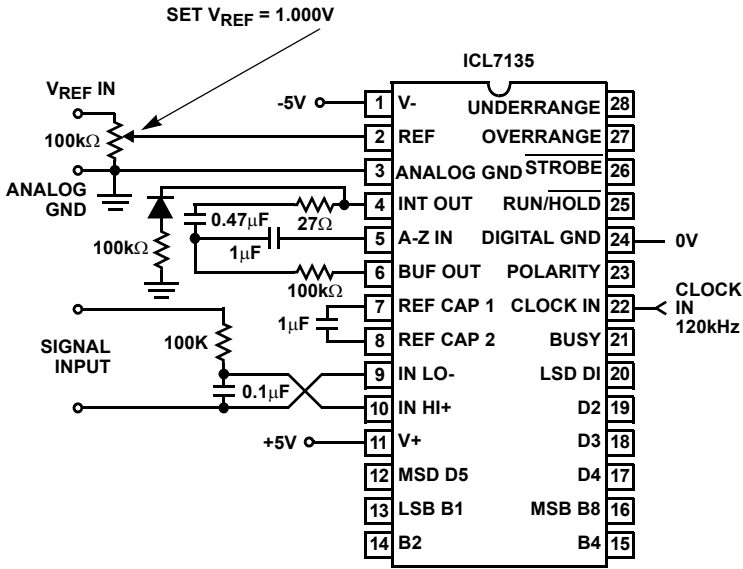 SET VREF = 1.000V
ICL7135
VREF IN
100kΩ
ANALOG
GND
-5V
1 V-
2 REF
3 ANALOG GND
4 INT OUT
5 A-Z IN
6 BUF OUT
7 REF CAP 1
8 REF CAP 2
9 IN LO-
10 IN HI+
11 V+
12 MSD D5
13 LSB B1
14 B2
UNDERRANGE 28
OVERRANGE 27
STROBE 26
RUN/HOLD 25
DIGITAL GND 24
POLARITY 23
CLOCK IN 22
BUSY 21
LSD DI 20
D2 19
D3 18
D4 17
MSB B8 16
B4 15
0.47µF
27Ω
100kΩ
1µF
100kΩ
1µF
SIGNAL
INPUT
100K
0.1µF
+5V
0V
CLOCK
IN
120kHz